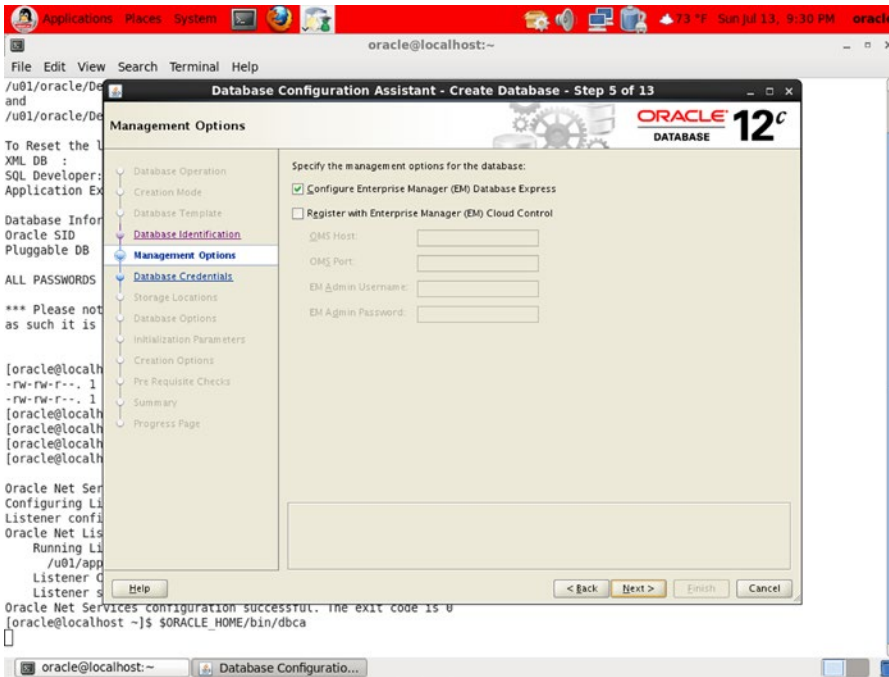 Applications Places System 73 °F Sun Jul 13, 9:30 PM
oracle@localhost:~
File Edit View Search Terminal Help
/u01/oracle/De
and
/u01/oracle/De
To Reset the l
XML DB :
SQL Developer:
Application Ex
Database Infor
Oracle SID
Pluggable DB
ALL PASSWORDS
*** Please not
as such it is
[oracle@localh
-rw-rw-r--. 1
-rw-rw-r--. 1
[oracle@localh
[oracle@localh
[oracle@localh
[oracle@localh
Oracle Net Ser
Configuring Li
Listener confi
Oracle Net Lis
Running Li
/u01/app
Listener C
Listener s
Oracle Net Services configuration successful. The exit code is 0
[oracle@localhost ~]$ $ORACLE_HOME/bin/dbca
Database Configuration Assistant - Create Database - Step 5 of 13
Management Options
ORACLE
DATABASE
12c
Database Operation
Creation Mode
Database Template
Database Identification
Management Options
Database Credentials
Storage Locations
Database Options
Initialization Parameters
Creation Options
Pre Requisite Checks
Summary
Progress Page
Specify the management options for the database:
Configure Enterprise Manager (EM) Database Express
Register with Enterprise Manager (EM) Cloud Control
OMS Host:
OMS Port:
EM Admin Username:
EM Admin Password:
Help
< Back Next > Finish Cancel
oracle@localhost:~ Database Configuratio...